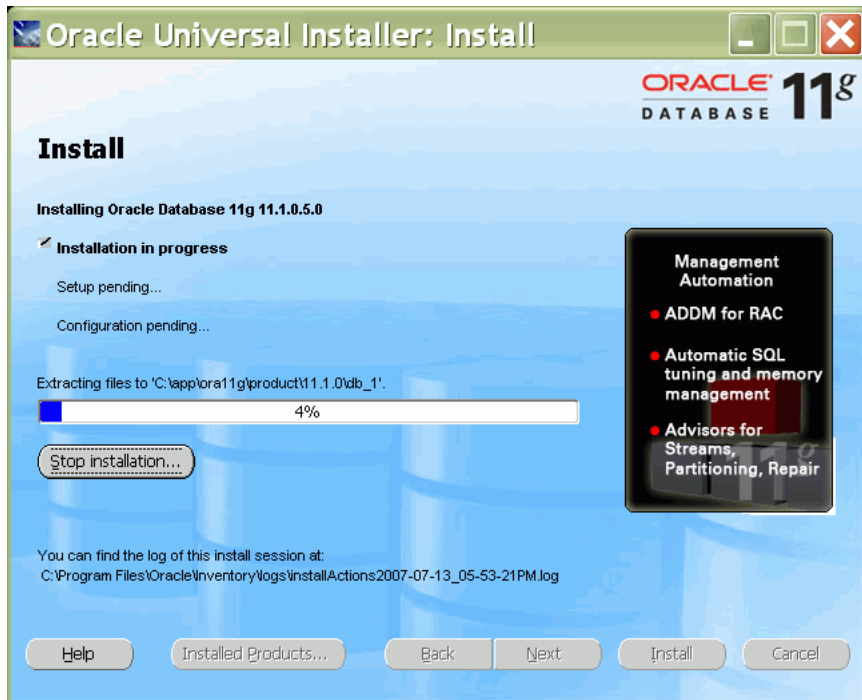 Oracle Universal Installer: Install
ORACLE®
DATABASE
11g
Install
Installing Oracle Database 11g 11.1.0.5.0
Installation in progress
Setup pending...
Configuration pending...
Extracting files to 'C:\app\ora11g\product\11.1.0\db_1'.
4%
Stop installation...
Management
Automation
ADDM for RAC
Automatic SQL
tuning and memory
management
Advisors for
Streams,
Partitioning, Repair
11g
You can find the log of this install session at:
C:\Program Files\Oracle\Inventory\logs\installActions2007-07-13_05-53-21PM.log
Help
Installed Products...
Back
Next
Install
Cancel